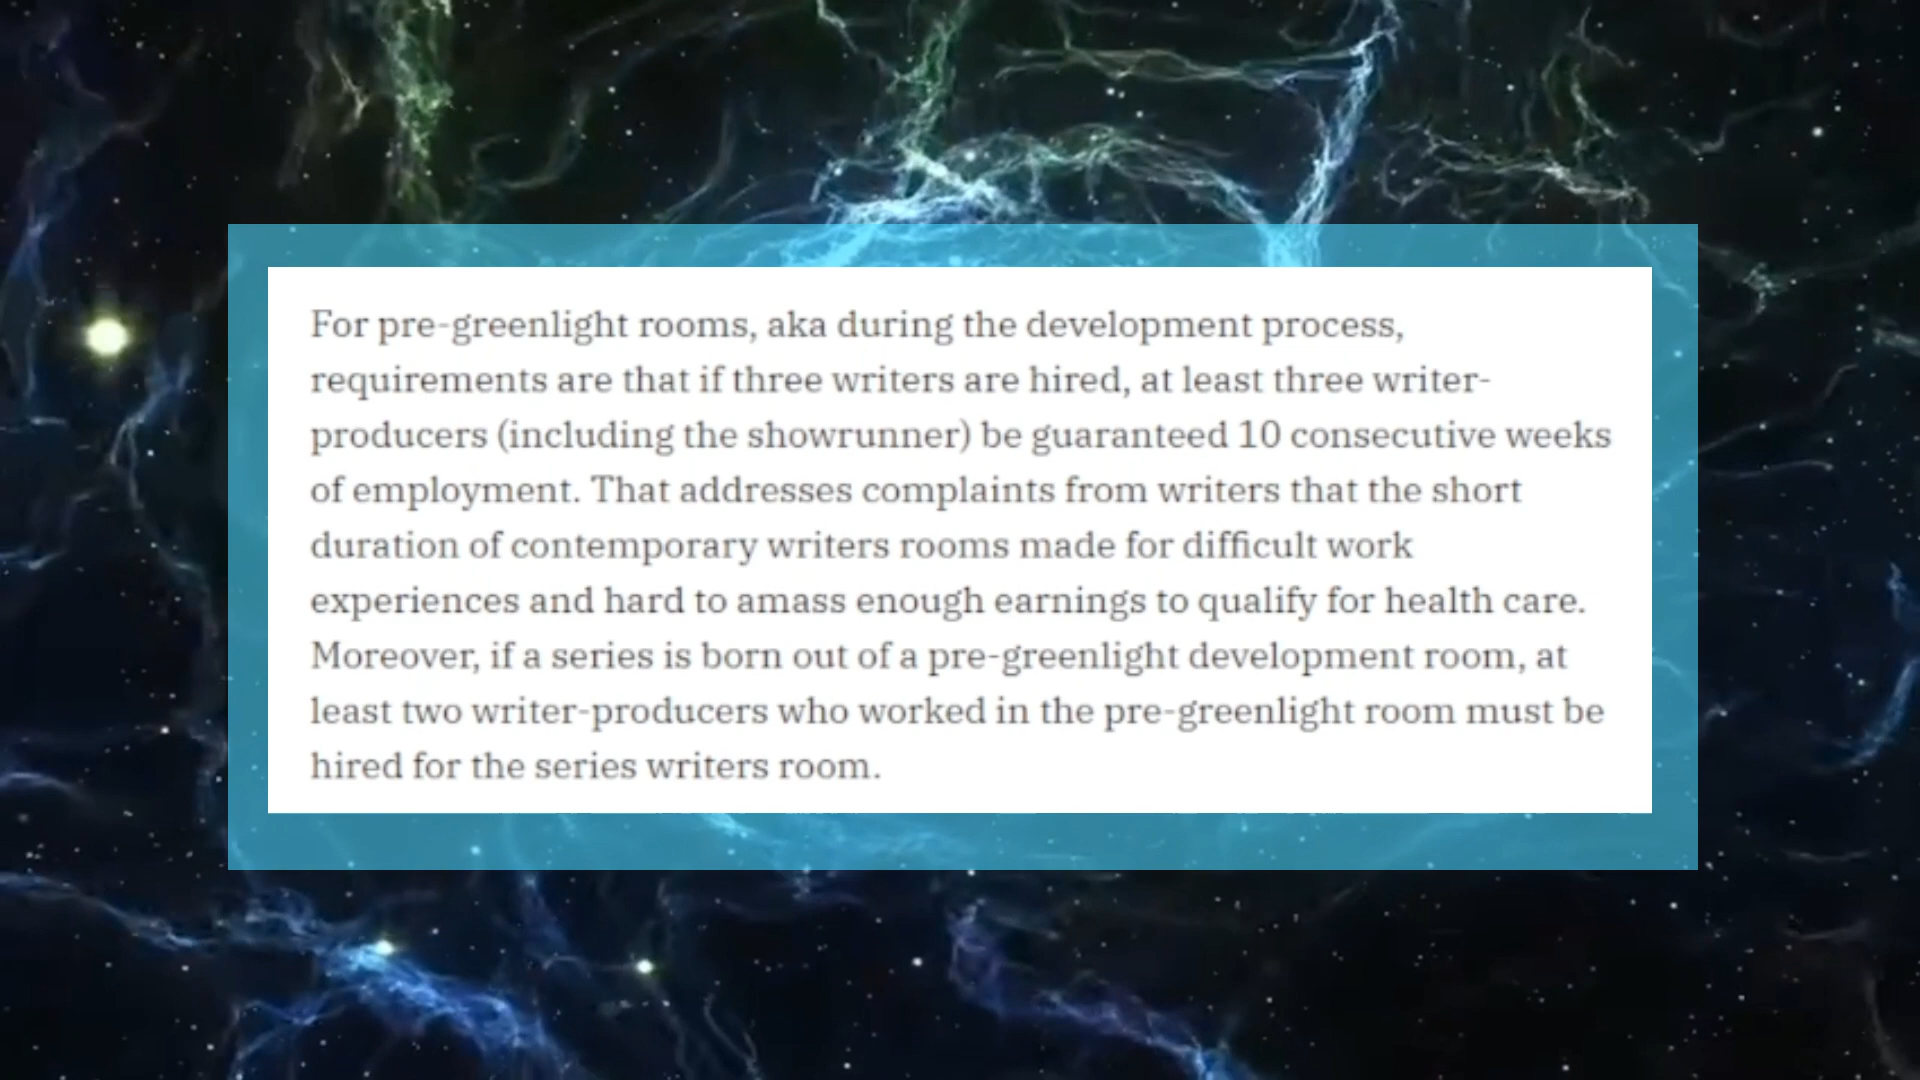 For pre-greenlight rooms, aka during the development process,
requirements are that if three writers are hired, at least three writer-
producers (including the showrunner) be guaranteed 10 consecutive weeks
of employment. That addresses complaints from writers that the short
duration of contemporary writers rooms made for difficult work
experiences and hard to amass enough earnings to qualify for health care.
Moreover, if a series is born out of a pre-greenlight development room, at
least two writer-producers who worked in the pre-greenlight room must be
hired for the series writers room.